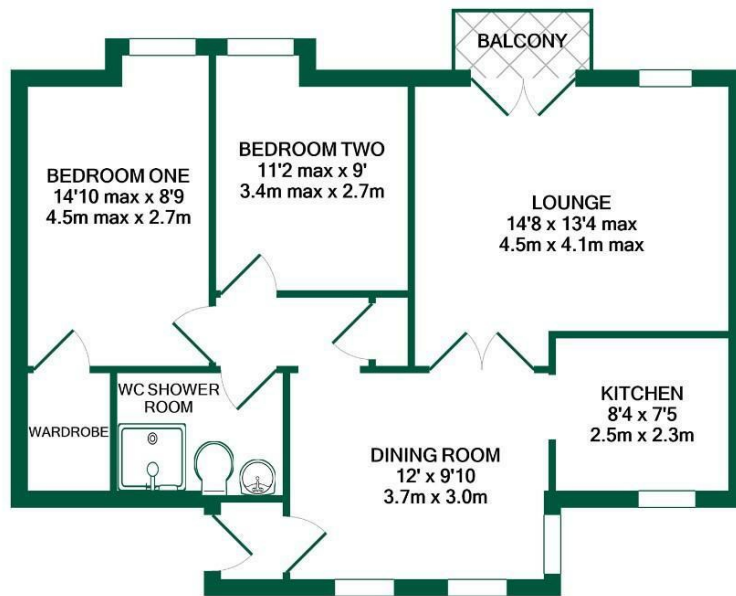 BALCONY
BEDROOM ONE
14'10 max x 8'9
4.5m max x 2.7m
BEDROOM TWO
11'2 max x 9'
3.4m max x 2.7m
LOUNGE
14'8 x 13'4 max
4.5m x 4.1m max
WARDROBE
WC SHOWER
ROOM
DINING ROOM
12' x 9'10
3.7m x 3.0m
KITCHEN
8'4 x 7'5
2.5m x 2.3m